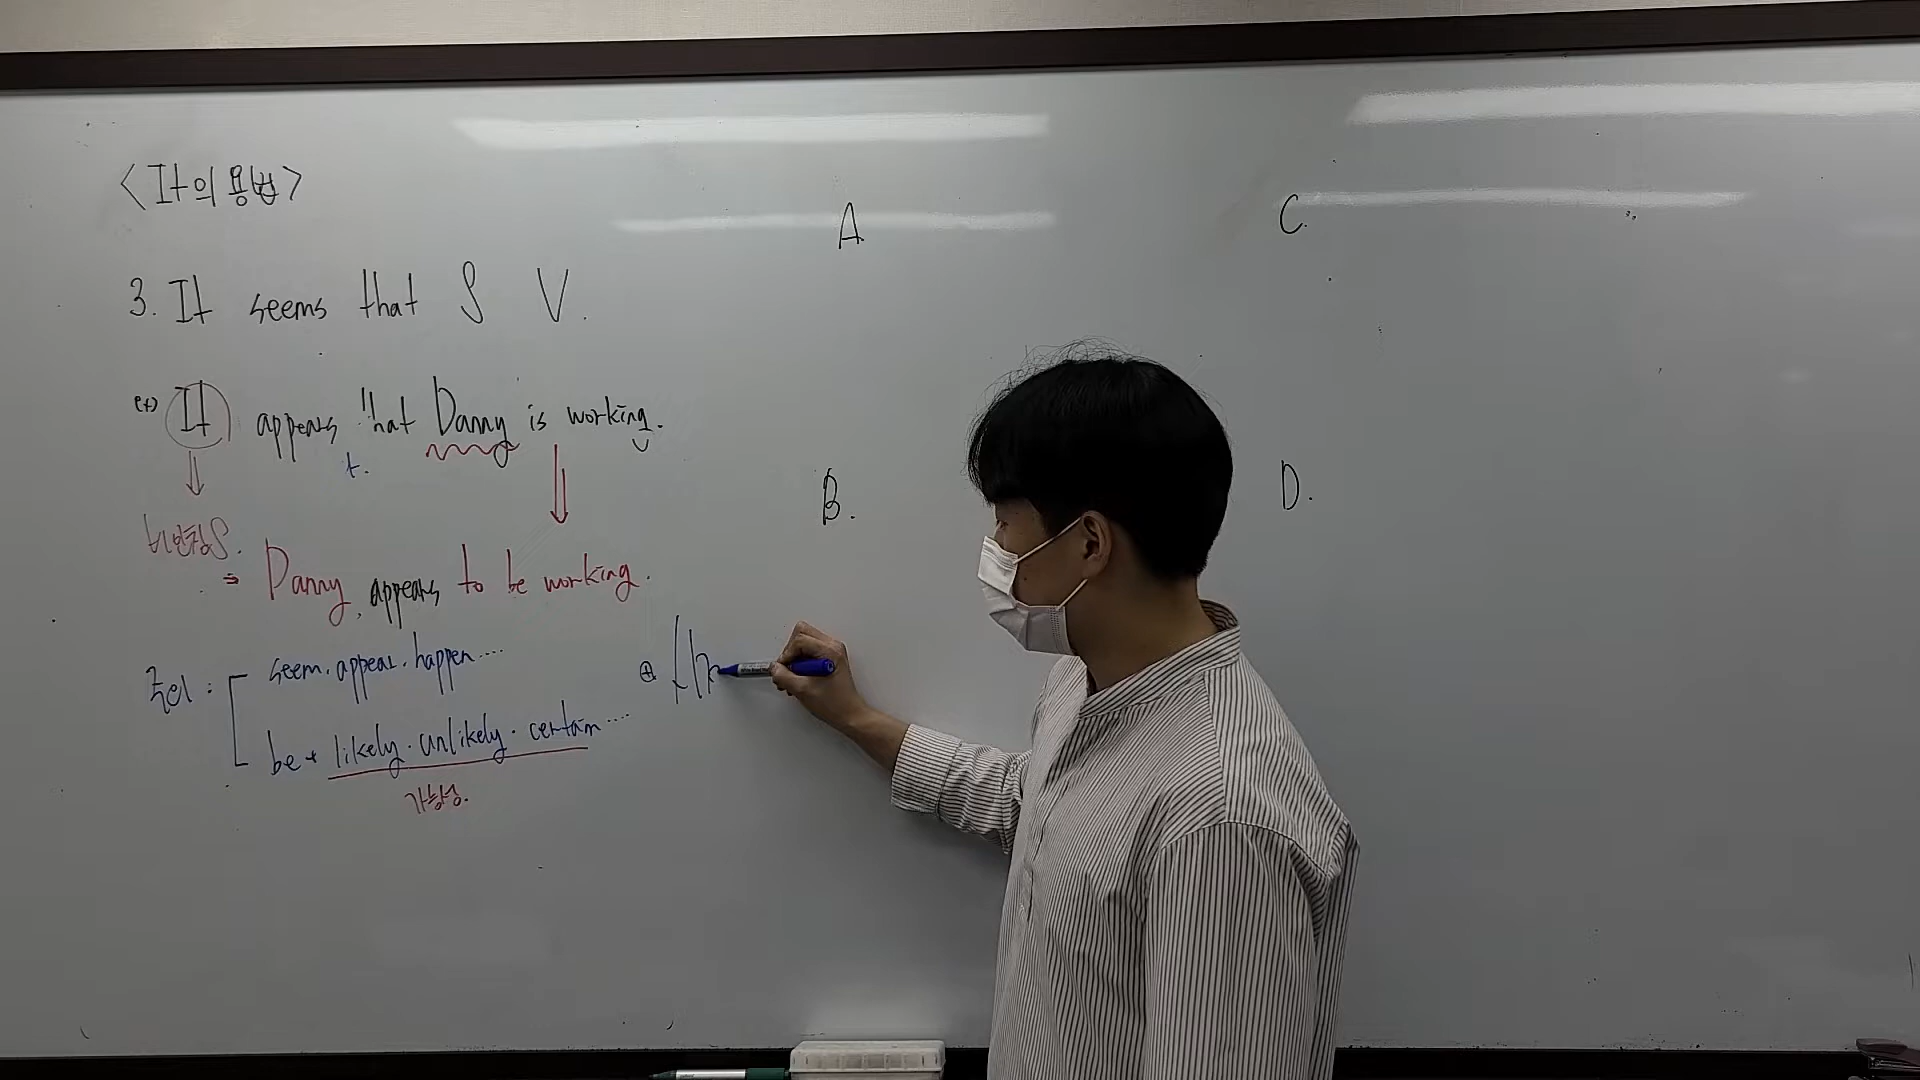 <It의 용법>
3. It seems that S V.
ex) It appears that Danny is working.
t.
비인칭S.
⇒ Danny appears to be working.
주의 : seem. appear. happen ....
be + likely. unlikely. certain ....
가능성.
⊕
A
B.
C.
D.